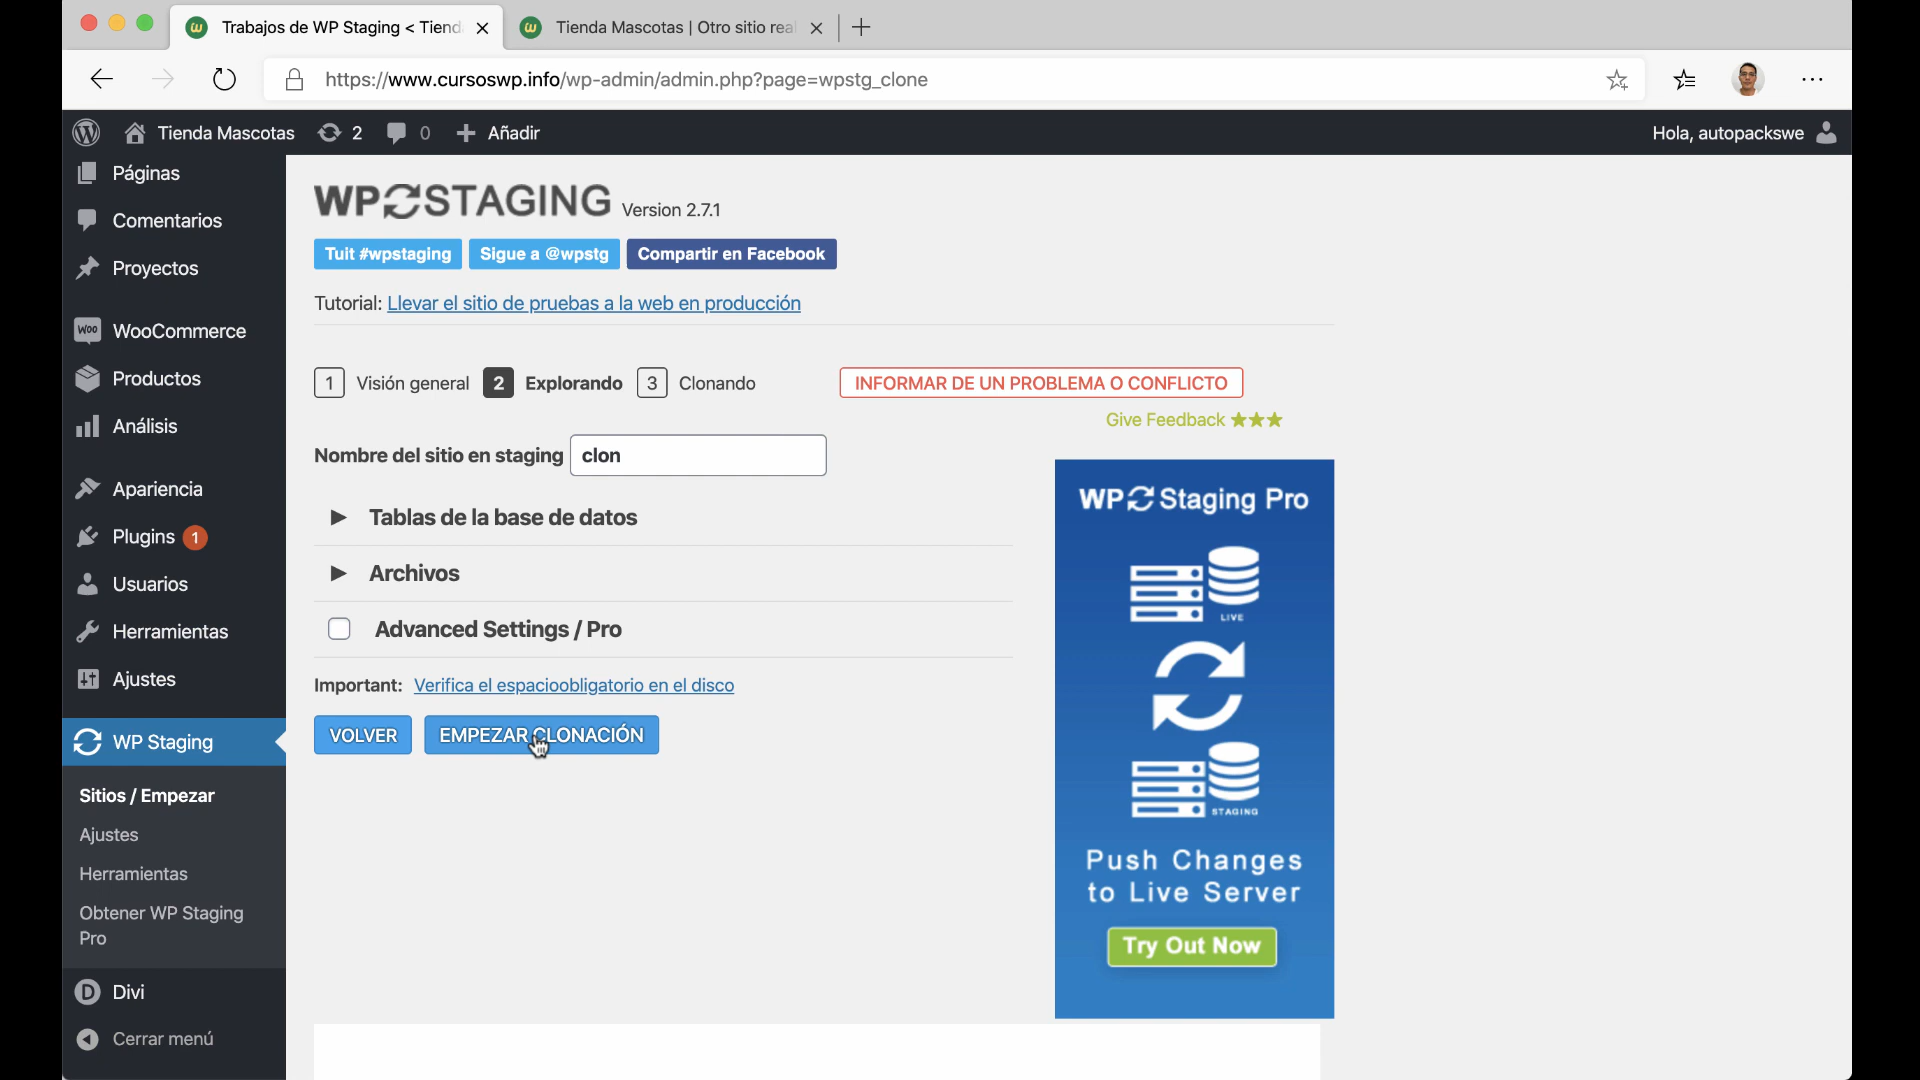 Trabajos de WP Staging < Tiend
Tienda Mascotas | Otro sitio real
https://www.cursoswp.info/wp-admin/admin.php?page=wpstg_clone
Tienda Mascotas
2
0
Añadir
Hola, autopackswe
Páginas
Comentarios
Proyectos
Woo
WooCommerce
Productos
Análisis
Apariencia
Plugins 1
Usuarios
Herramientas
Ajustes
WP Staging
Sitios / Empezar
Ajustes
Herramientas
Obtener WP Staging
Pro
D
Divi
Cerrar menú
WP STAGING Version 2.7.1
Tuit #wpstaging
Sigue a @wpstg
Compartir en Facebook
Tutorial: Llevar el sitio de pruebas a la web en producción
1 Visión general 2 Explorando 3 Clonando
INFORMAR DE UN PROBLEMA O CONFLICTO
Give Feedback ★★★
Nombre del sitio en staging clon
Tablas de la base de datos
Archivos
Advanced Settings / Pro
Important: Verifica el espacioobligatorio en el disco
VOLVER
EMPEZAR CLONACIÓN
WP Staging Pro
LIVE
STAGING
Push Changes
to Live Server
Try Out Now